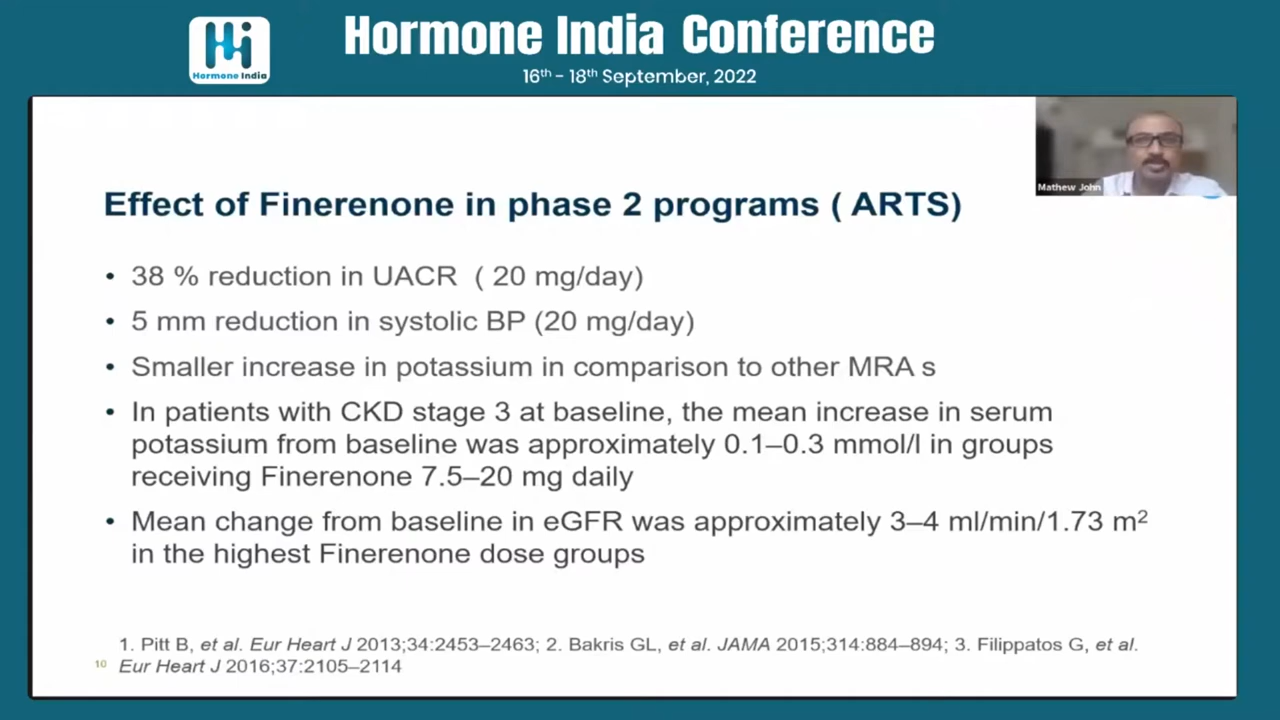 Hormone India Conference
Hormone India
16th - 18th September, 2022
Mathew John
Effect of Finerenone in phase 2 programs ( ARTS)
• 38 % reduction in UACR ( 20 mg/day)
• 5 mm reduction in systolic BP (20 mg/day)
• Smaller increase in potassium in comparison to other MRA s
• In patients with CKD stage 3 at baseline, the mean increase in serum
potassium from baseline was approximately 0.1–0.3 mmol/l in groups
receiving Finerenone 7.5–20 mg daily
• Mean change from baseline in eGFR was approximately 3–4 ml/min/1.73 m²
in the highest Finerenone dose groups
1. Pitt B, et al. Eur Heart J 2013;34:2453–2463; 2. Bakris GL, et al. JAMA 2015;314:884–894; 3. Filippatos G, et al.
10 Eur Heart J 2016;37:2105–2114